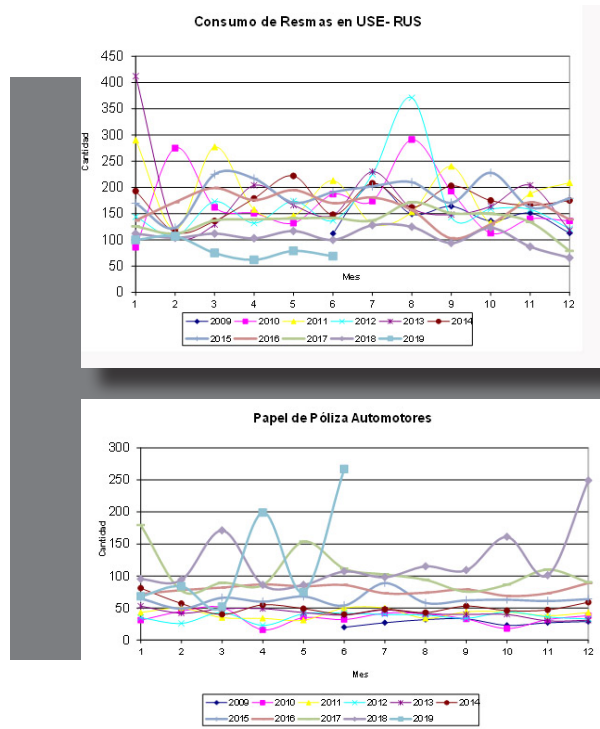 Consumo de Resmas en USE- RUS
450
400
350
300
250
200
150
100
50
0
Cantidad
1 2 3 4 5 6 7 8 9 10 11 12
Mes
2009 2010 2011 2012 2013 2014
2015 2016 2017 2018 2019
Papel de Póliza Automotores
300
250
200
150
100
50
0
Cantidad
1 2 3 4 5 6 7 8 9 10 11 12
Mes
2009 2010 2011 2012 2013 2014
2015 2016 2017 2018 2019